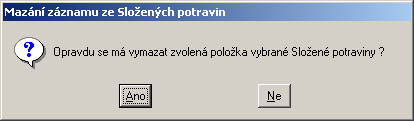 Mazání záznamu ze Složených potravin
Opravdu se má vymazat zvolená položka vybrané Složené potraviny ?
Ano
Ne